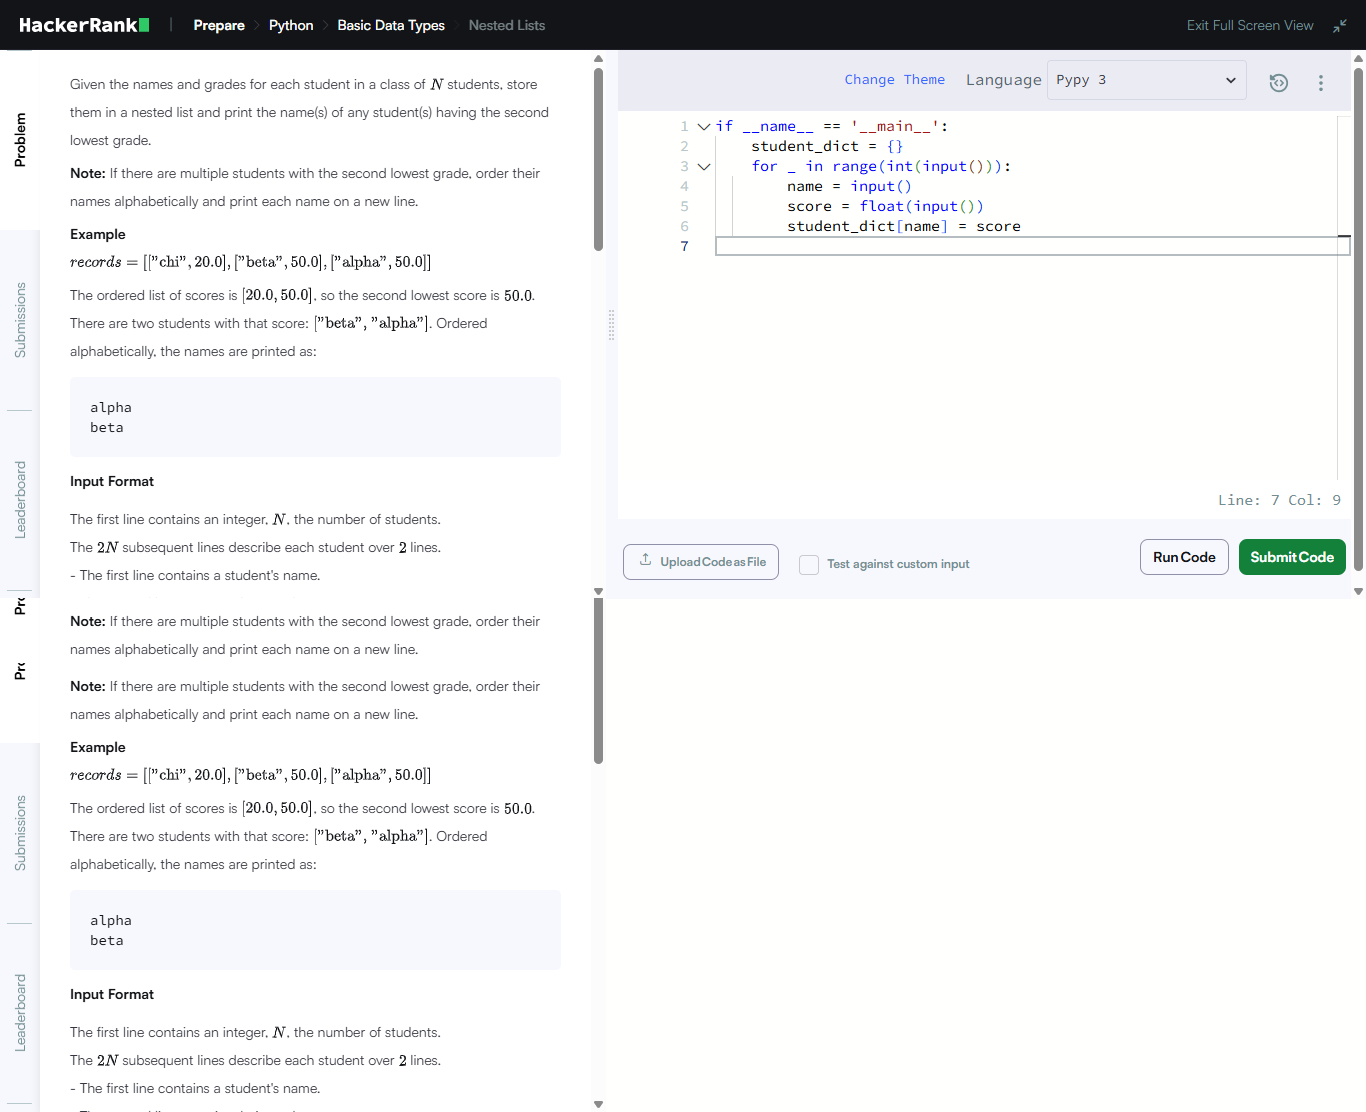 HackerRank | Prepare > Python > Basic Data Types > Nested Lists Exit Full Screen View
Problem
Submissions
Leaderboard
Given the names and grades for each student in a class of N students, store
them in a nested list and print the name(s) of any student(s) having the second
lowest grade.
Note: If there are multiple students with the second lowest grade, order their
names alphabetically and print each name on a new line.
Example
records = [["chi", 20.0], ["beta", 50.0], ["alpha", 50.0]]
The ordered list of scores is [20.0, 50.0], so the second lowest score is 50.0.
There are two students with that score: ["beta", "alpha"]. Ordered
alphabetically, the names are printed as:
alpha
beta
Input Format
The first line contains an integer, N, the number of students.
The 2N subsequent lines describe each student over 2 lines.
- The first line contains a student's name.
Change Theme Language Pypy 3
1 if __name__ == '__main__':
2     student_dict = {}
3     for _ in range(int(input())):
4         name = input()
5         score = float(input())
6         student_dict[name] = score
7
Line: 7 Col: 9
Upload Code as File
Test against custom input
Run Code
Submit Code
Note: If there are multiple students with the second lowest grade, order their
names alphabetically and print each name on a new line.
Note: If there are multiple students with the second lowest grade, order their
names alphabetically and print each name on a new line.
Example
records = [["chi", 20.0], ["beta", 50.0], ["alpha", 50.0]]
The ordered list of scores is [20.0, 50.0], so the second lowest score is 50.0.
There are two students with that score: ["beta", "alpha"]. Ordered
alphabetically, the names are printed as:
alpha
beta
Input Format
The first line contains an integer, N, the number of students.
The 2N subsequent lines describe each student over 2 lines.
- The first line contains a student's name.
Submissions
Leaderboard